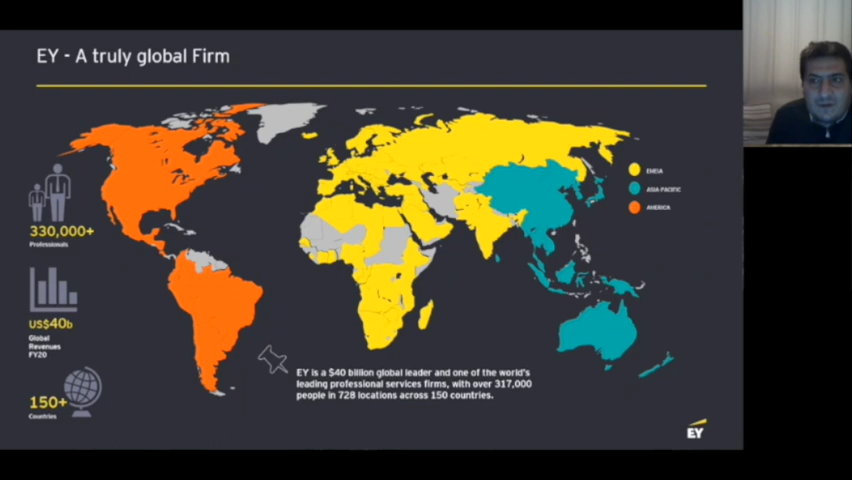 EY - A truly global Firm
330,000+
Professionals
US$40b
Global
Revenues
FY20
150+
Countries
EMEIA
ASIA-PACIFIC
AMERICA
EY is a $40 billion global leader and one of the world's
leading professional services firms, with over 317,000
people in 728 locations across 150 countries.
EY